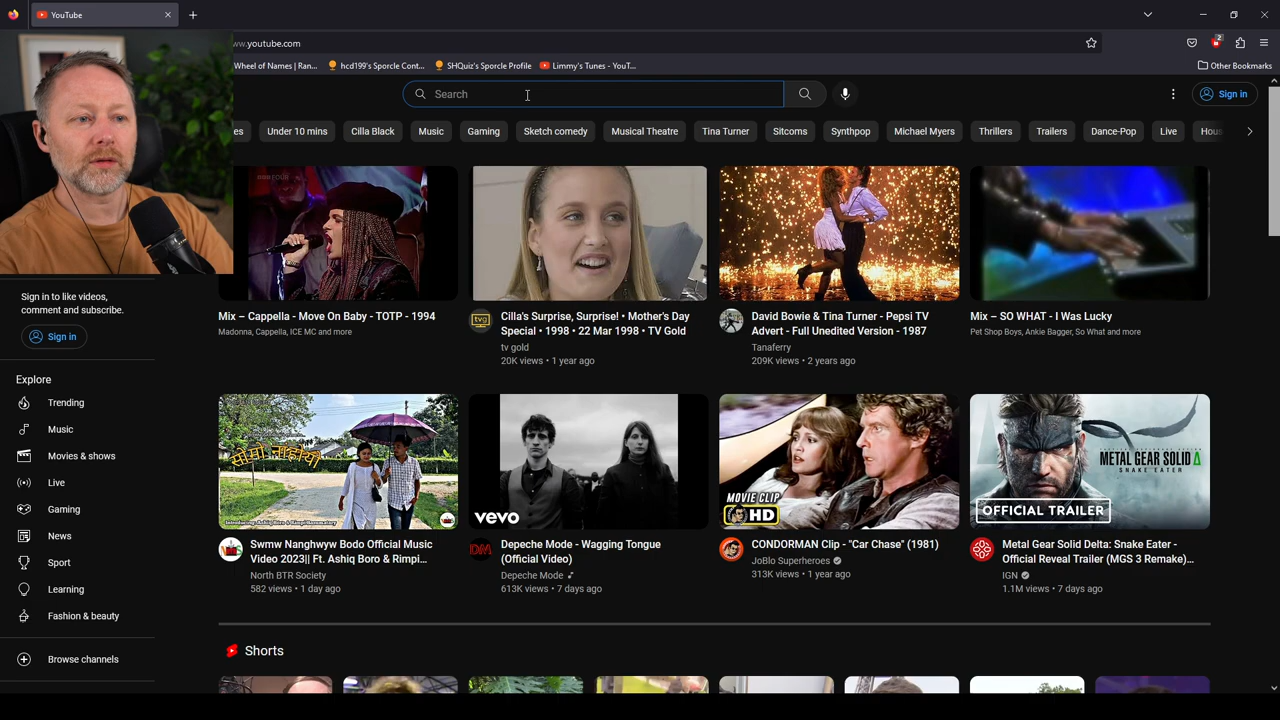 YouTube
ww.youtube.com
Wheel of Names | Ran...
hcd199's Sporcle Cont...
SHQuiz's Sporcle Profile
Limmy's Tunes - YouT...
Other Bookmarks
2
Search
Sign in
es
Under 10 mins
Cilla Black
Music
Gaming
Sketch comedy
Musical Theatre
Tina Turner
Sitcoms
Synthpop
Michael Myers
Thrillers
Trailers
Dance-Pop
Live
Hou
Sign in to like videos,
comment and subscribe.
Sign in
Explore
Trending
Music
Movies & shows
Live
Gaming
News
Sport
Learning
Fashion & beauty
Browse channels
Mix – Cappella - Move On Baby - TOTP - 1994
Madonna, Cappella, ICE MC and more
tvg
Cilla's Surprise, Surprise! • Mother's Day
Special • 1998 • 22 Mar 1998 • TV Gold
tv gold
20K views • 1 year ago
David Bowie & Tina Turner - Pepsi TV
Advert - Full Unedited Version - 1987
Tanaferry
209K views • 2 years ago
Mix – SO WHAT - I Was Lucky
Pet Shop Boys, Ankie Bagger, So What and more
Swmw Nanghwyw Bodo Official Music
Video 2023|| Ft. Ashiq Boro & Rimpi...
North BTR Society
582 views • 1 day ago
vevo
DM
Depeche Mode - Wagging Tongue
(Official Video)
Depeche Mode
613K views • 7 days ago
MOVIE CLIP
HD
CONDORMAN Clip - "Car Chase" (1981)
JoBlo Superheroes
313K views • 1 year ago
METAL GEAR SOLID Δ
SNAKE EATER
OFFICIAL TRAILER
Metal Gear Solid Delta: Snake Eater -
Official Reveal Trailer (MGS 3 Remake)...
IGN
1.1M views • 7 days ago
Shorts